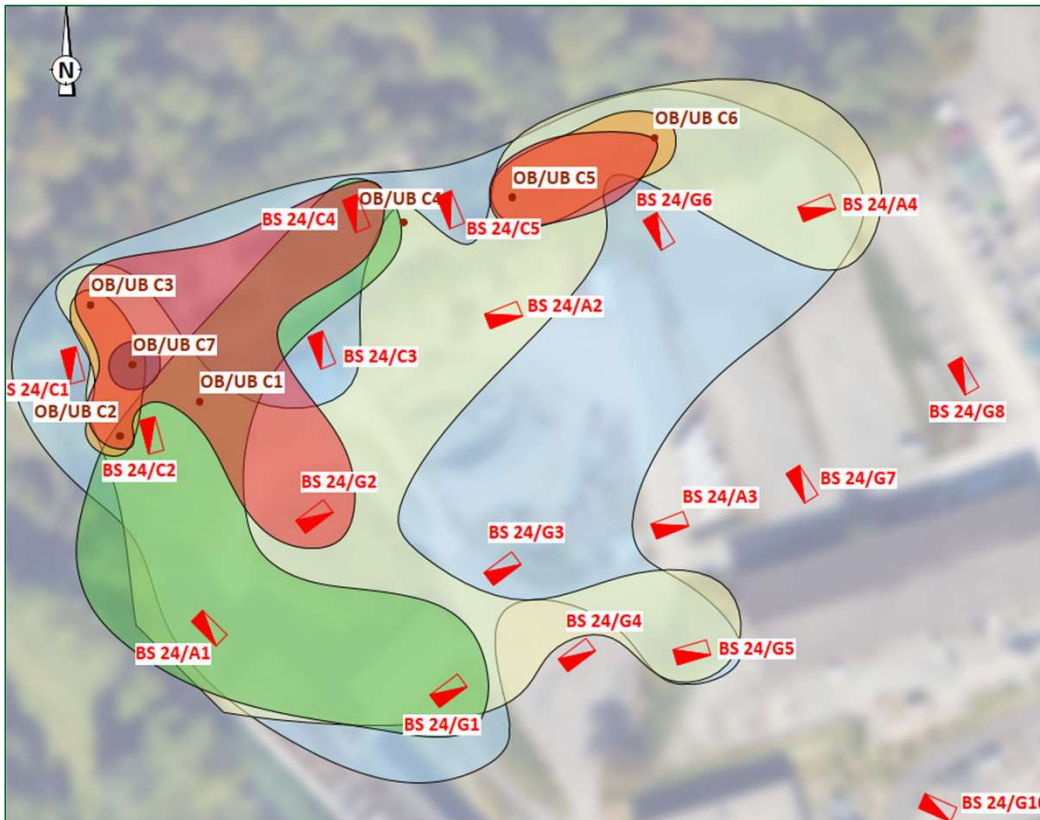 N
OB/UB C6
OB/UB C5
OB/UB C4
BS 24/C4
BS 24/C5
BS 24/G6
BS 24/A4
OB/UB C3
BS 24/A2
OB/UB C7
BS 24/C3
S 24/C1
OB/UB C1
BS 24/G8
OB/UB C2
BS 24/C2
BS 24/G2
BS 24/G7
BS 24/A3
BS 24/G3
BS 24/G4
BS 24/A1
BS 24/G5
BS 24/G1
BS 24/G10